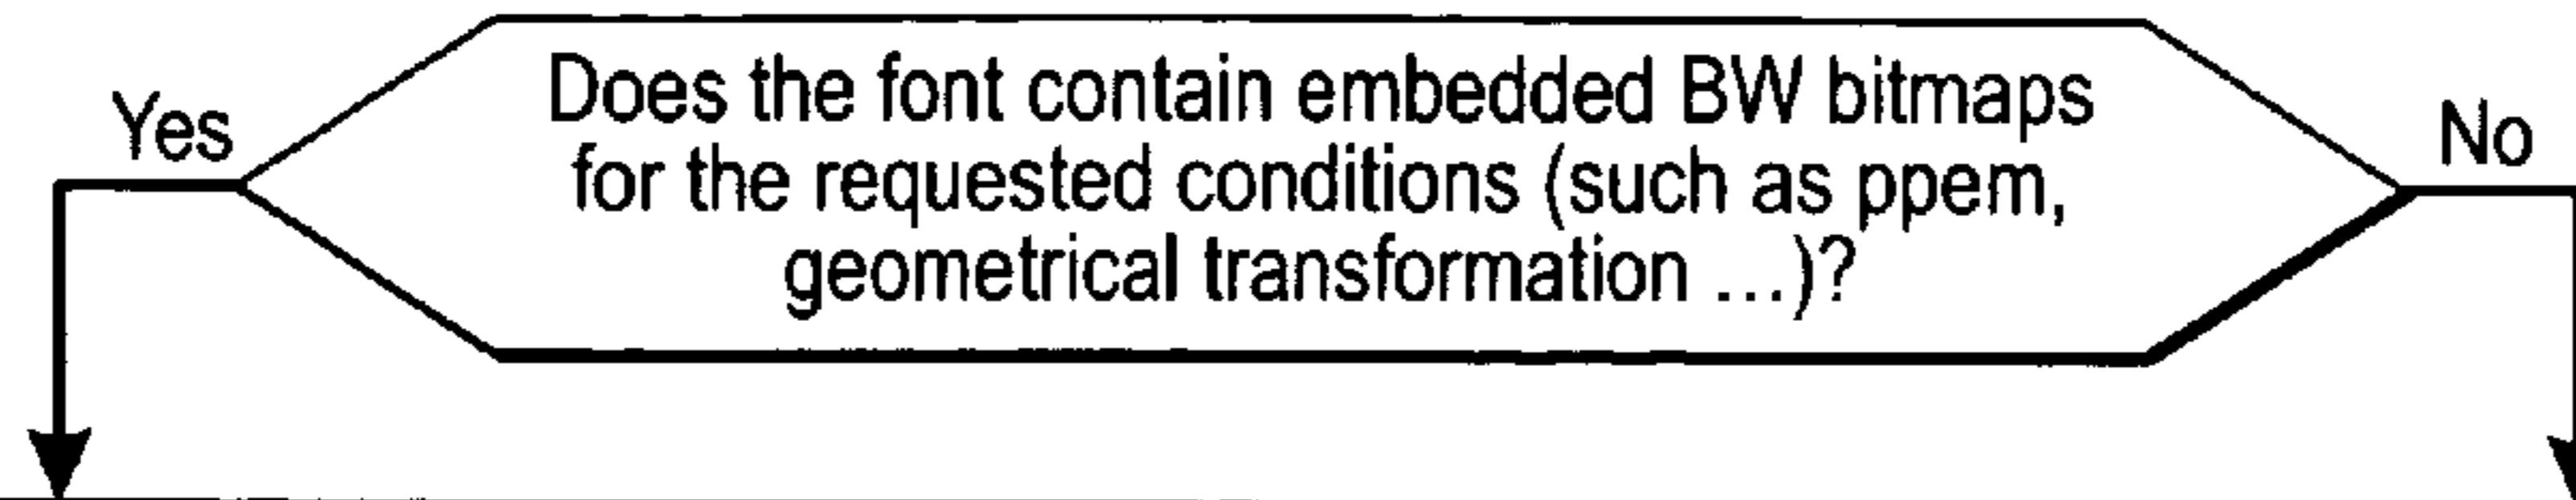 Does the font contain embedded BW bitmaps
for the requested conditions (such as ppem,
geometrical transformation ...)?
Yes
No